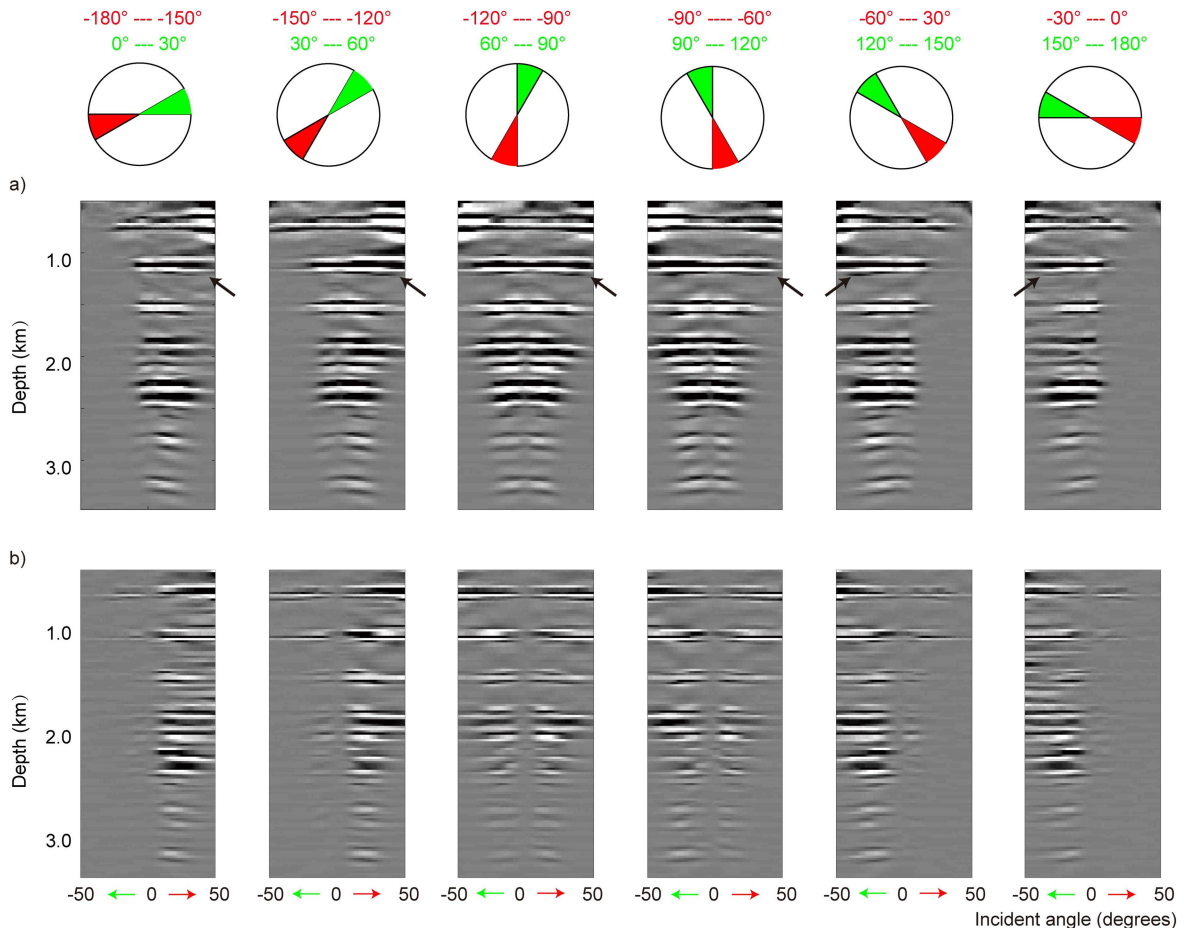 -180° --- -150° -150° --- -120° -120° --- -90° -90° ---- -60° -60° --- 30° -30° --- 0°
0° --- 30° 30° --- 60° 60° --- 90° 90° --- 120° 120° --- 150° 150° --- 180°
a)
1.0
2.0
3.0
Depth (km)
b)
1.0
2.0
3.0
Depth (km)
-50 0 50 -50 0 50 -50 0 50 -50 0 50 -50 0 50 -50 0 50
Incident angle (degrees)